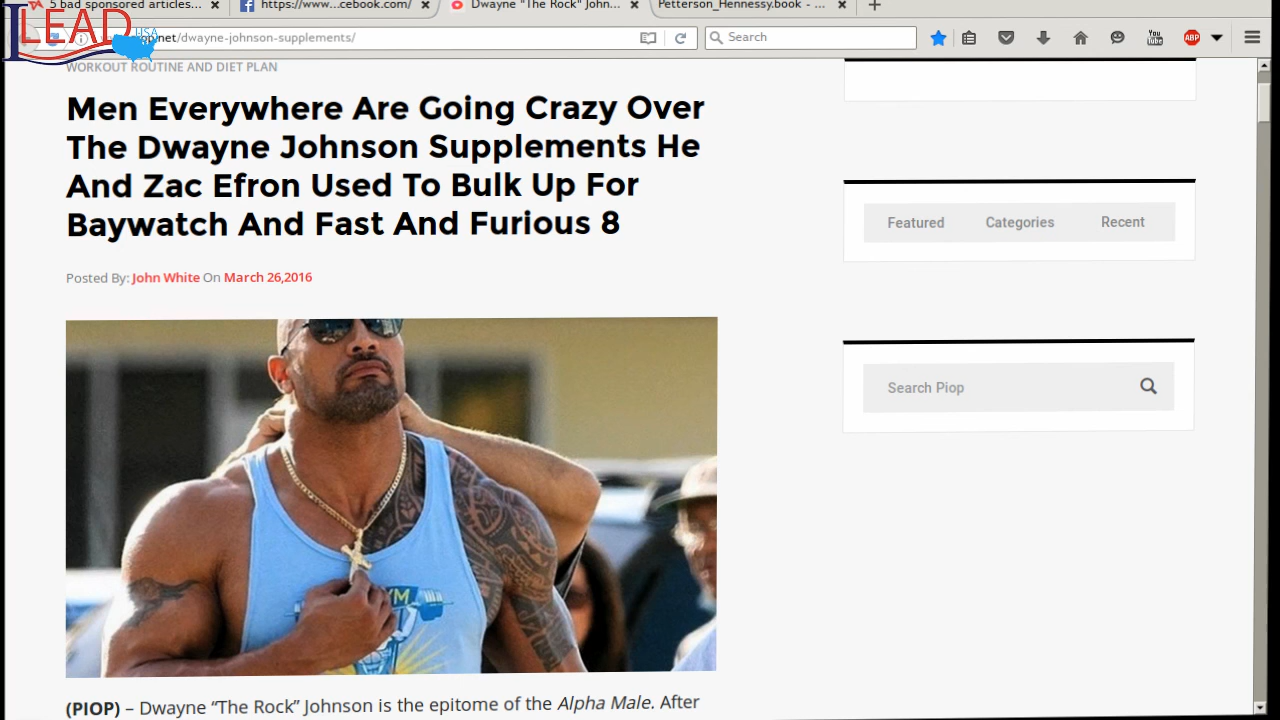 LEAD USA
5 bad sponsored articles...
https://www...cebook.com/
Dwayne "The Rock" John...
Petterson_Hennessy.book - ...
net/dwayne-johnson-supplements/
Search
You Tube
ABP
WORKOUT ROUTINE AND DIET PLAN
Men Everywhere Are Going Crazy Over
The Dwayne Johnson Supplements He
And Zac Efron Used To Bulk Up For
Baywatch And Fast And Furious 8
Posted By: John White On March 26,2016
Featured Categories Recent
Search Piop
YM
(PIOP) – Dwayne “The Rock” Johnson is the epitome of the Alpha Male. After